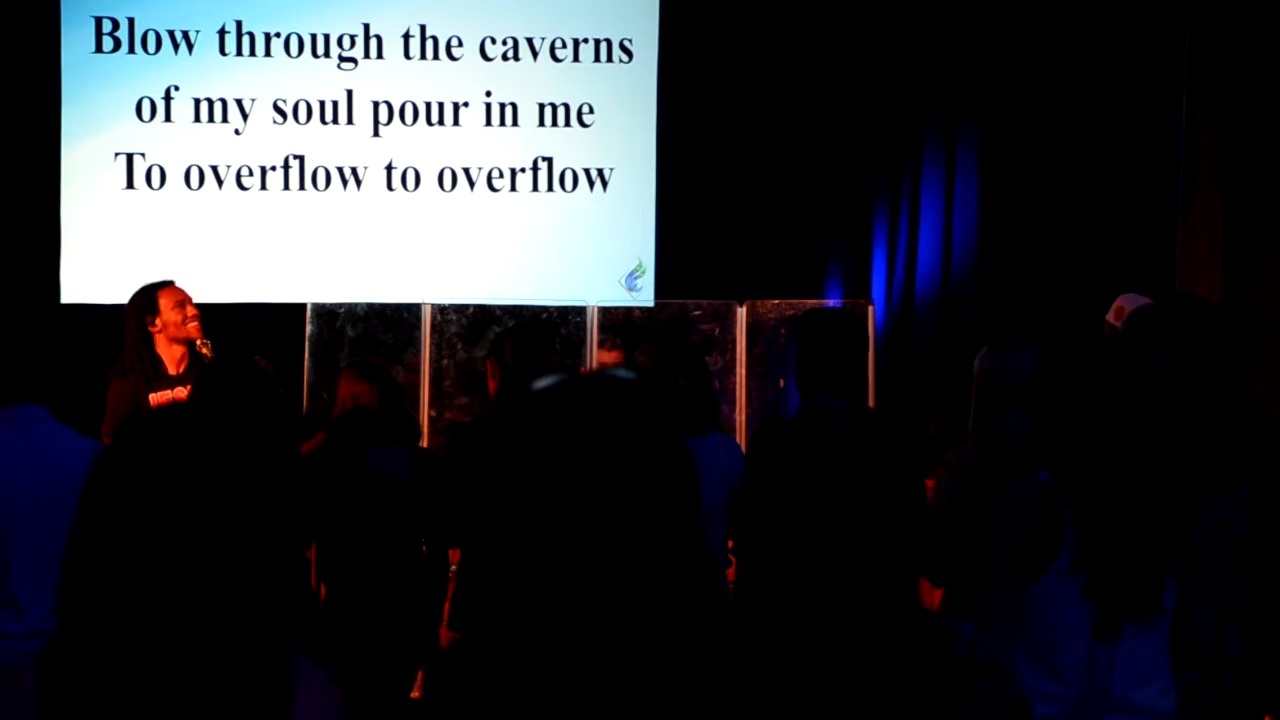 Blow through the caverns
of my soul pour in me
To overflow to overflow